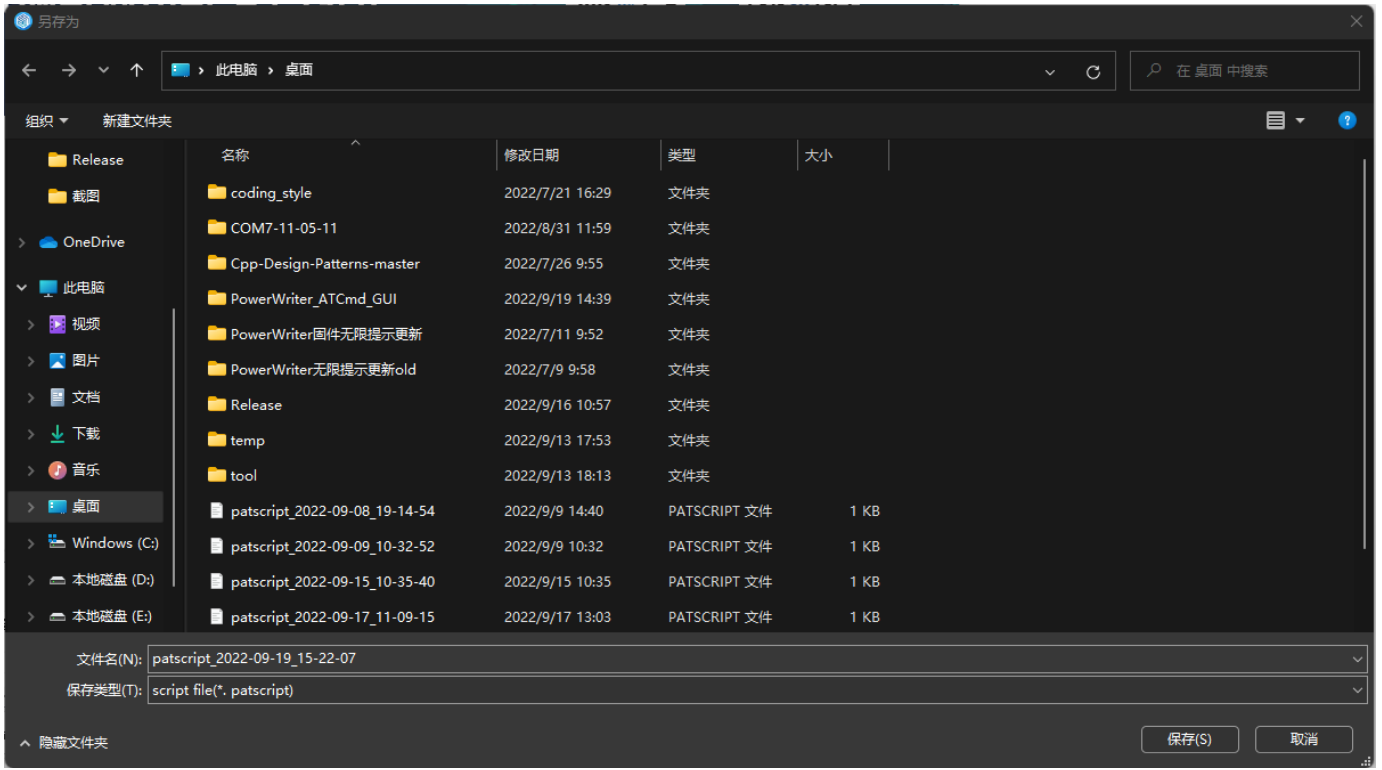 另存为
此电脑 › 桌面
在 桌面 中搜索
组织
新建文件夹
Release
截图
OneDrive
此电脑
视频
图片
文档
下载
音乐
桌面
Windows (C:)
本地磁盘 (D:)
本地磁盘 (E:)
名称 修改日期 类型 大小
coding_style 2022/7/21 16:29 文件夹
COM7-11-05-11 2022/8/31 11:59 文件夹
Cpp-Design-Patterns-master 2022/7/26 9:55 文件夹
PowerWriter_ATCmd_GUI 2022/9/19 14:39 文件夹
PowerWriter固件无限提示更新 2022/7/11 9:52 文件夹
PowerWriter无限提示更新old 2022/7/9 9:58 文件夹
Release 2022/9/16 10:57 文件夹
temp 2022/9/13 17:53 文件夹
tool 2022/9/13 18:13 文件夹
patscript_2022-09-08_19-14-54 2022/9/9 14:40 PATSCRIPT 文件 1 KB
patscript_2022-09-09_10-32-52 2022/9/9 10:32 PATSCRIPT 文件 1 KB
patscript_2022-09-15_10-35-40 2022/9/15 10:35 PATSCRIPT 文件 1 KB
patscript_2022-09-17_11-09-15 2022/9/17 13:03 PATSCRIPT 文件 1 KB
文件名(N): patscript_2022-09-19_15-22-07
保存类型(T): script file(*. patscript)
隐藏文件夹
保存(S)
取消